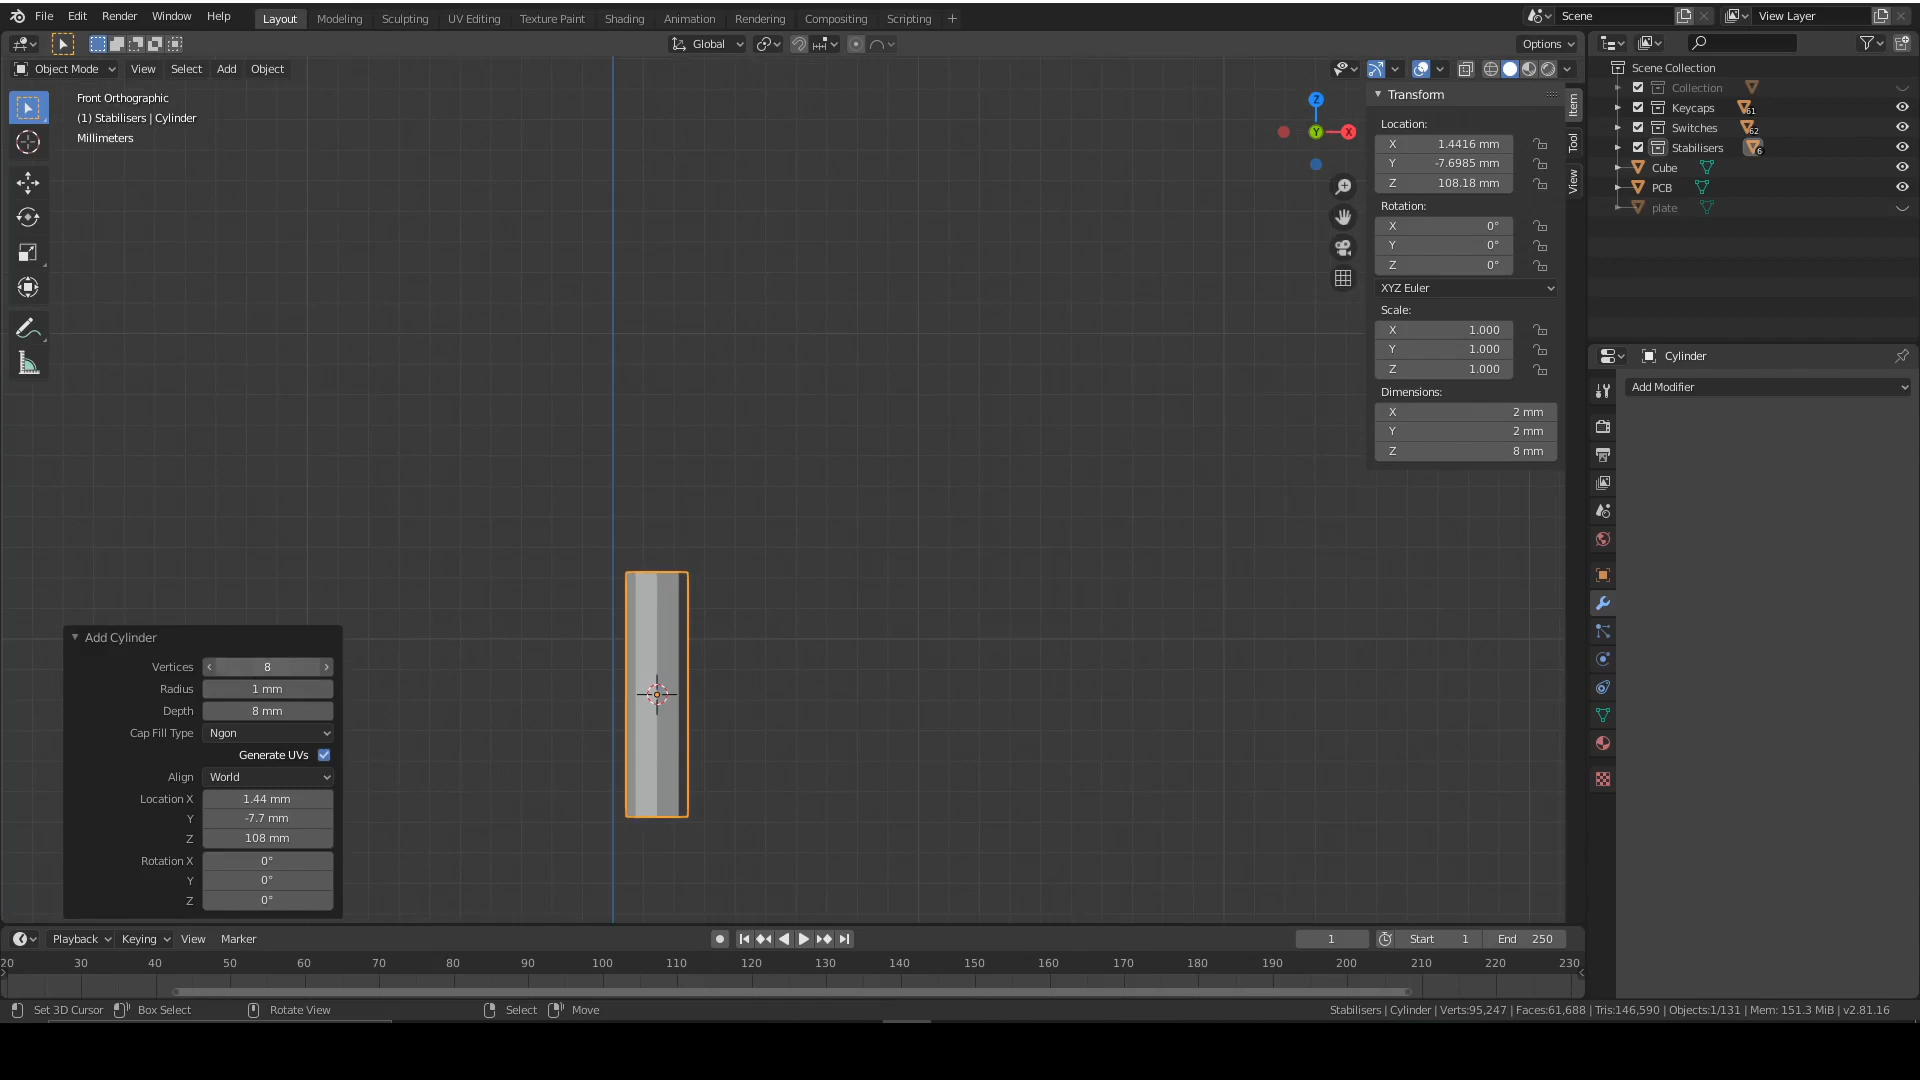 File Edit Render Window Help Layout Modeling Sculpting UV Editing Texture Paint Shading Animation Rendering Compositing Scripting + Scene View Layer
Global Options
Object Mode View Select Add Object
Front Orthographic
(1) Stabilisers | Cylinder
Millimeters
Z
Y
X
Transform
Location:
X 1.4416 mm
Y -7.6985 mm
Z 108.18 mm
Rotation:
X 0°
Y 0°
Z 0°
XYZ Euler
Scale:
X 1.000
Y 1.000
Z 1.000
Dimensions:
X 2 mm
Y 2 mm
Z 8 mm
Item
Tool
View
Scene Collection
Collection
Keycaps 61
Switches 62
Stabilisers 6
Cube
PCB
plate
Cylinder
Add Modifier
Add Cylinder
Vertices 8
Radius 1 mm
Depth 8 mm
Cap Fill Type Ngon
Generate UVs
Align World
Location X 1.44 mm
Y -7.7 mm
Z 108 mm
Rotation X 0°
Y 0°
Z 0°
Playback Keying View Marker 1 Start 1 End 250
20 30 40 50 60 70 80 90 100 110 120 130 140 150 160 170 180 190 200 210 220 230
Set 3D Cursor Box Select Rotate View Select Move Stabilisers | Cylinder | Verts:95,247 | Faces:61,688 | Tris:146,590 | Objects:1/131 | Mem: 151.3 MiB | v2.81.16